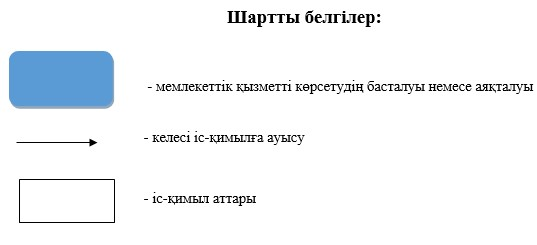 Шартты белгілер:
- мемлекеттік қызметті көрсетудің басталуы немесе аяқталуы
- келесі іс-қимылға ауысу
- іс-қимыл аттары